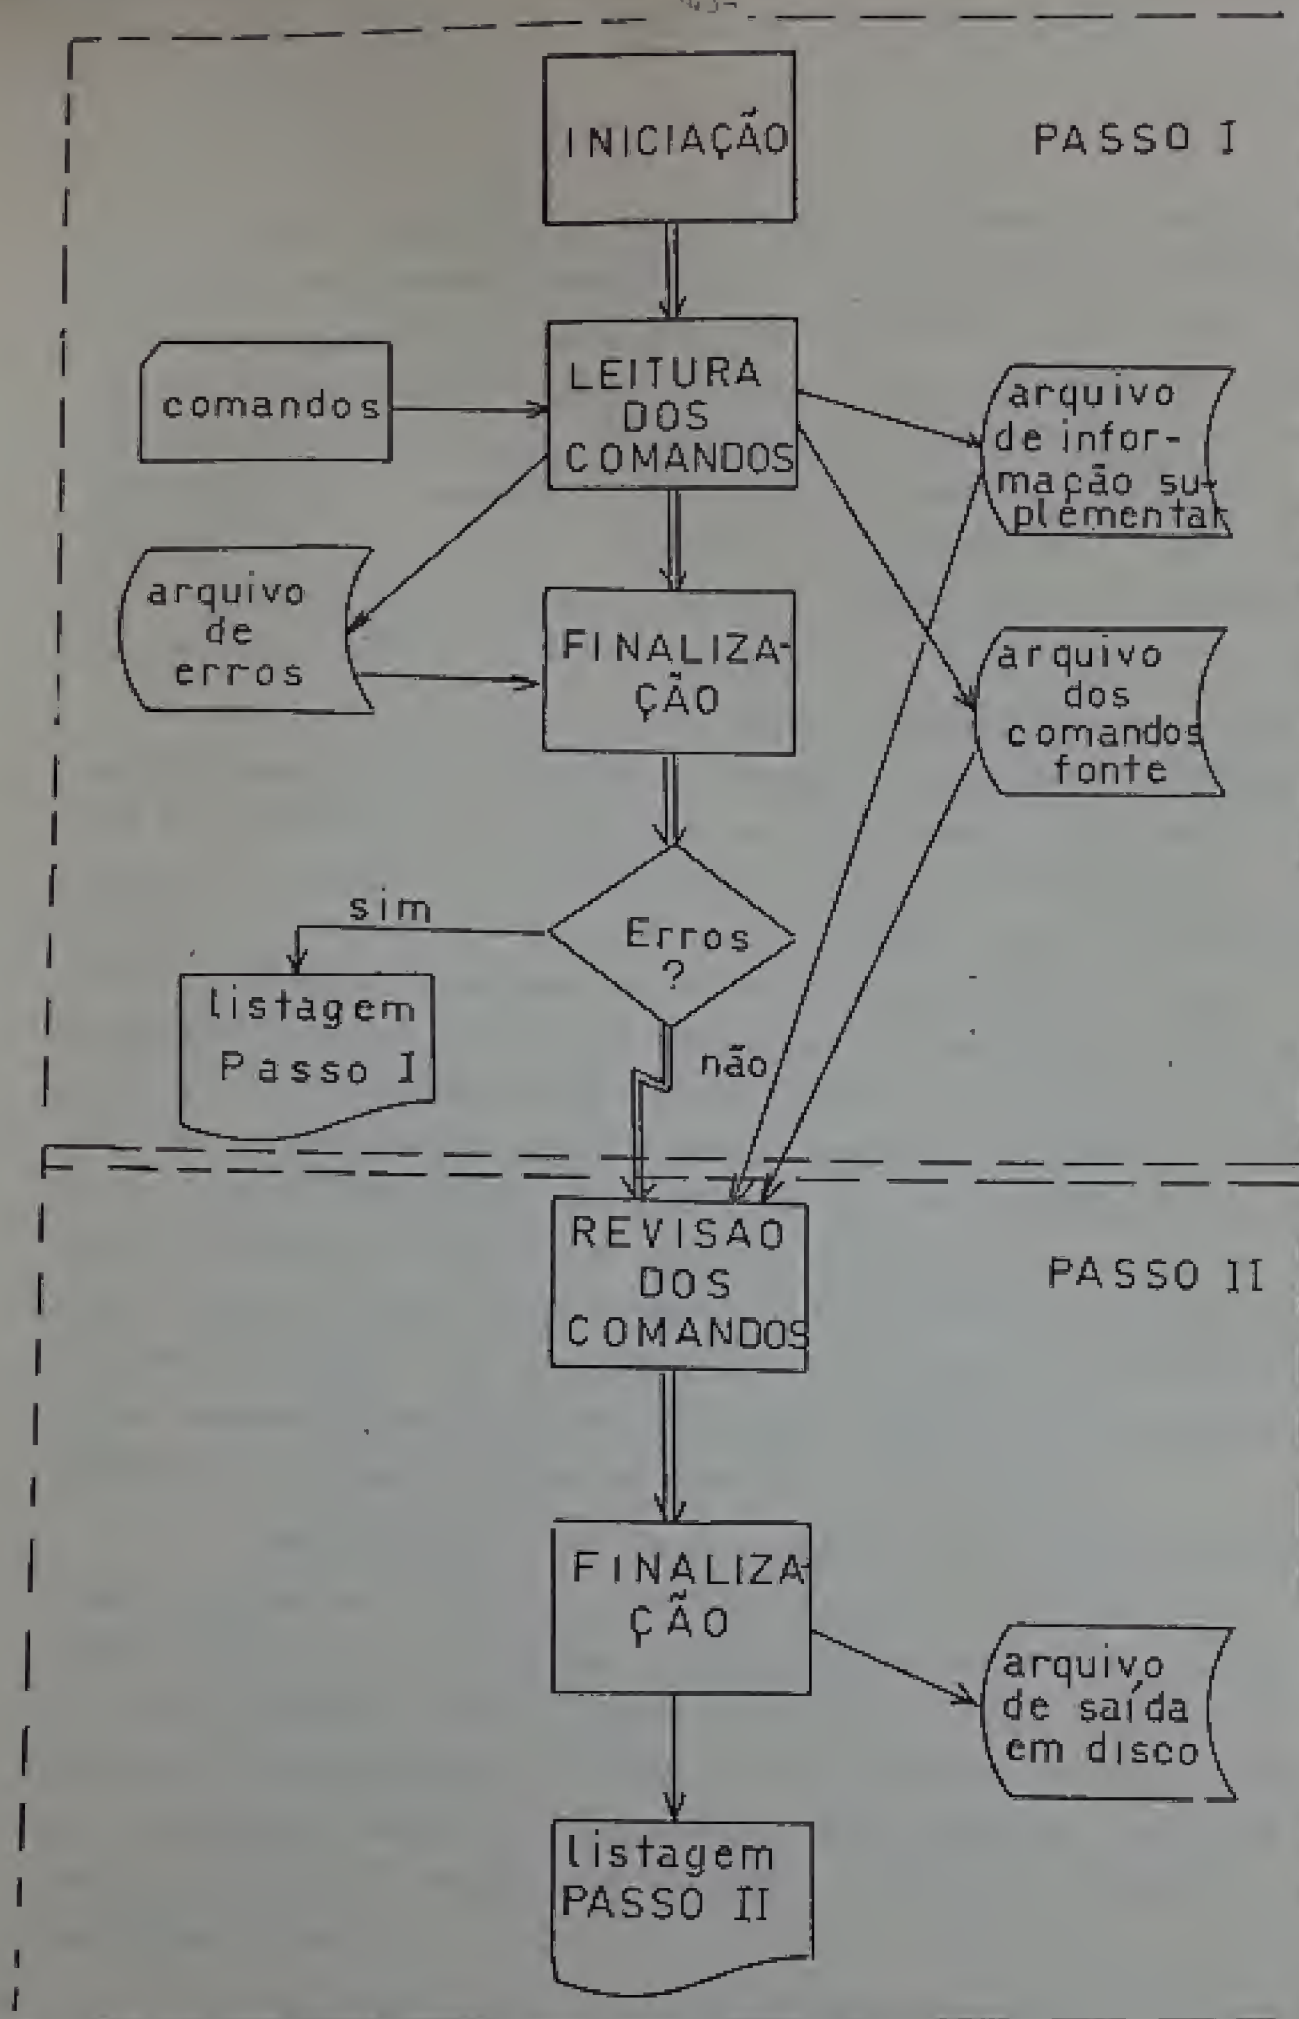 INICIAÇÃO
PASSO I
LEITURA
DOS
COMANDOS
comandos
arquivo
de infor-
mação su-
plementar
arquivo
de
erros
FINALIZA-
ÇÃO
arquivo
dos
comandos
fonte
sim
Erros
?
listagem
Passo I
não
REVISAO
DOS
COMANDOS
PASSO II
FINALIZA-
ÇÃO
arquivo
de saída
em disco
listagem
PASSO II